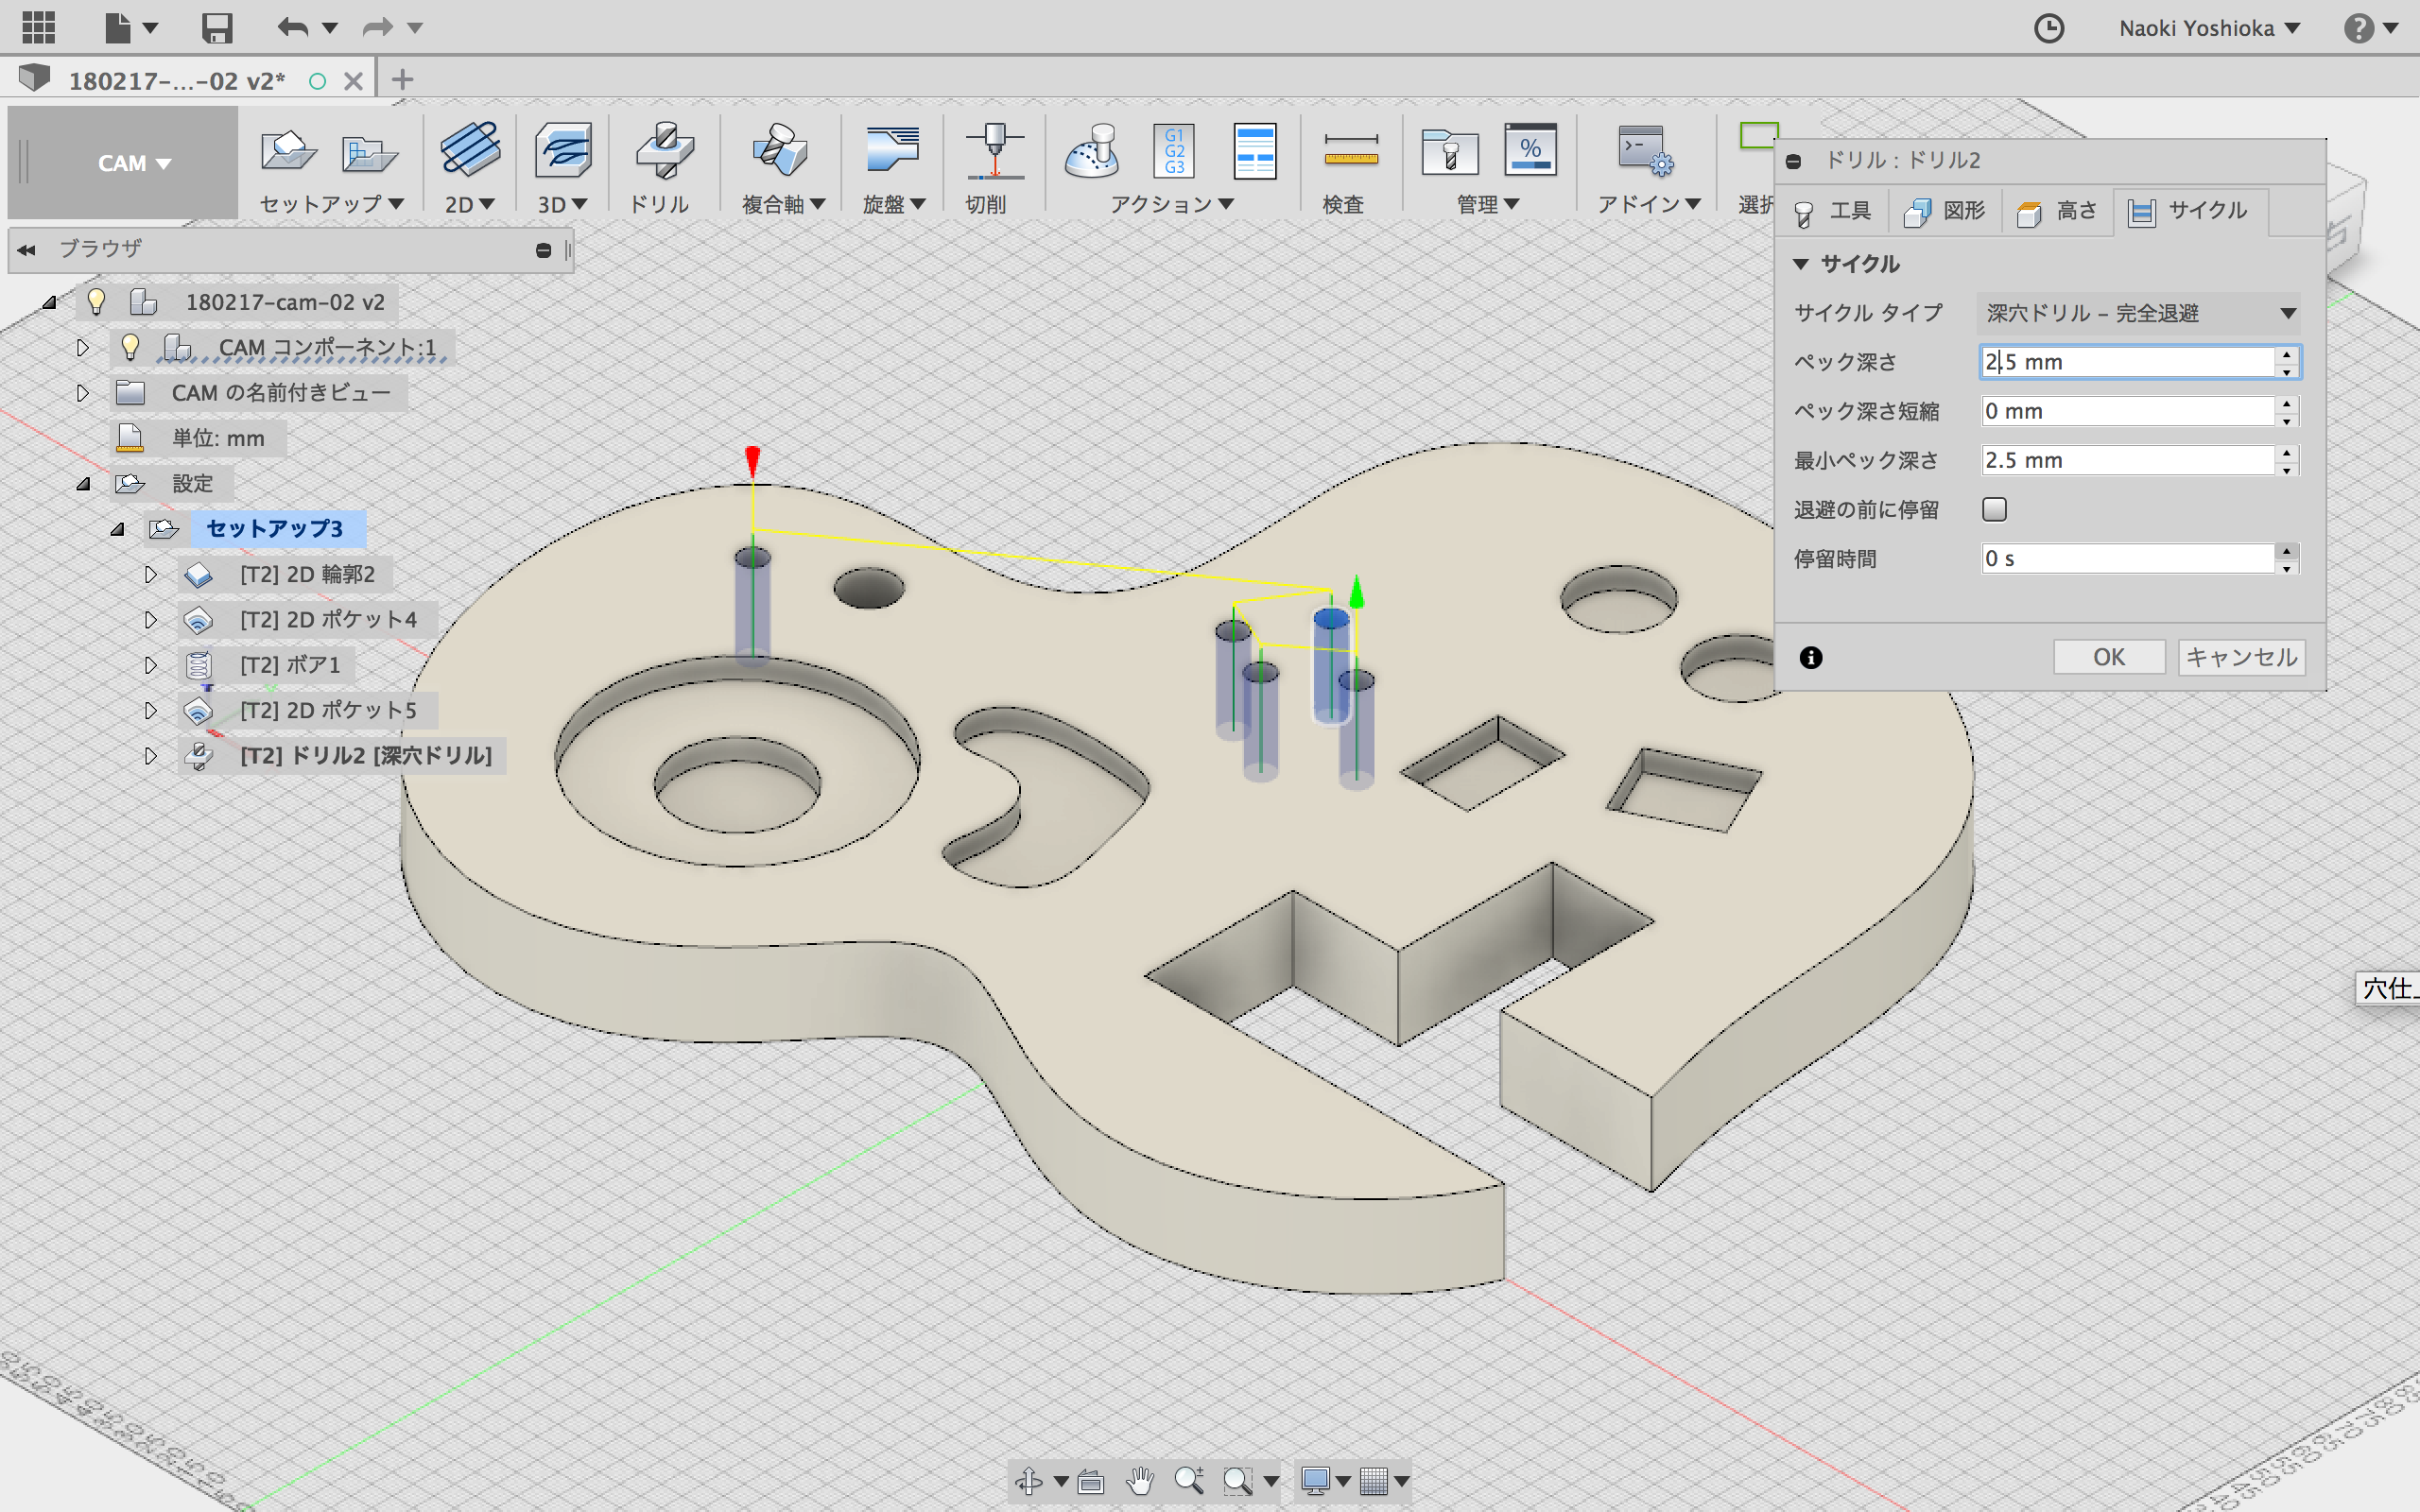 Naoki Yoshioka
?
180217-...-02 v2*
CAM
セットアップ
2D
3D
ドリル
複合軸
旋盤
切削
G1
G2
G3
アクション
検査
%
管理
アドイン
選択
ブラウザ
180217-cam-02 v2
CAM コンポーネント:1
CAM の名前付きビュー
単位: mm
設定
セットアップ3
[T2] 2D 輪郭2
[T2] 2D ポケット4
[T2] ボア1
[T2] 2D ポケット5
[T2] ドリル2 [深穴ドリル]
ドリル : ドリル2
工具
図形
高さ
サイクル
サイクル
サイクル タイプ
深穴ドリル – 完全退避
ペック深さ
2.5 mm
ペック深さ短縮
0 mm
最小ペック深さ
2.5 mm
退避の前に停留
停留時間
0 s
OK
キャンセル
穴仕